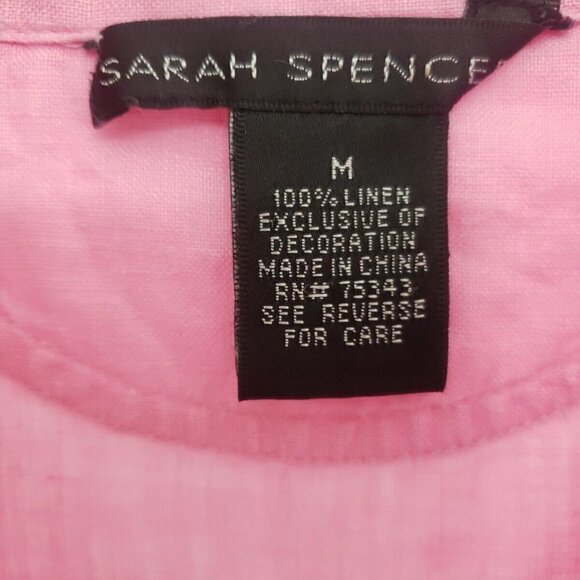 SARAH SPENCE
M
100% LINEN
EXCLUSIVE OF
DECORATION
MADE IN CHINA
RN# 75343
SEE REVERSE
FOR CARE